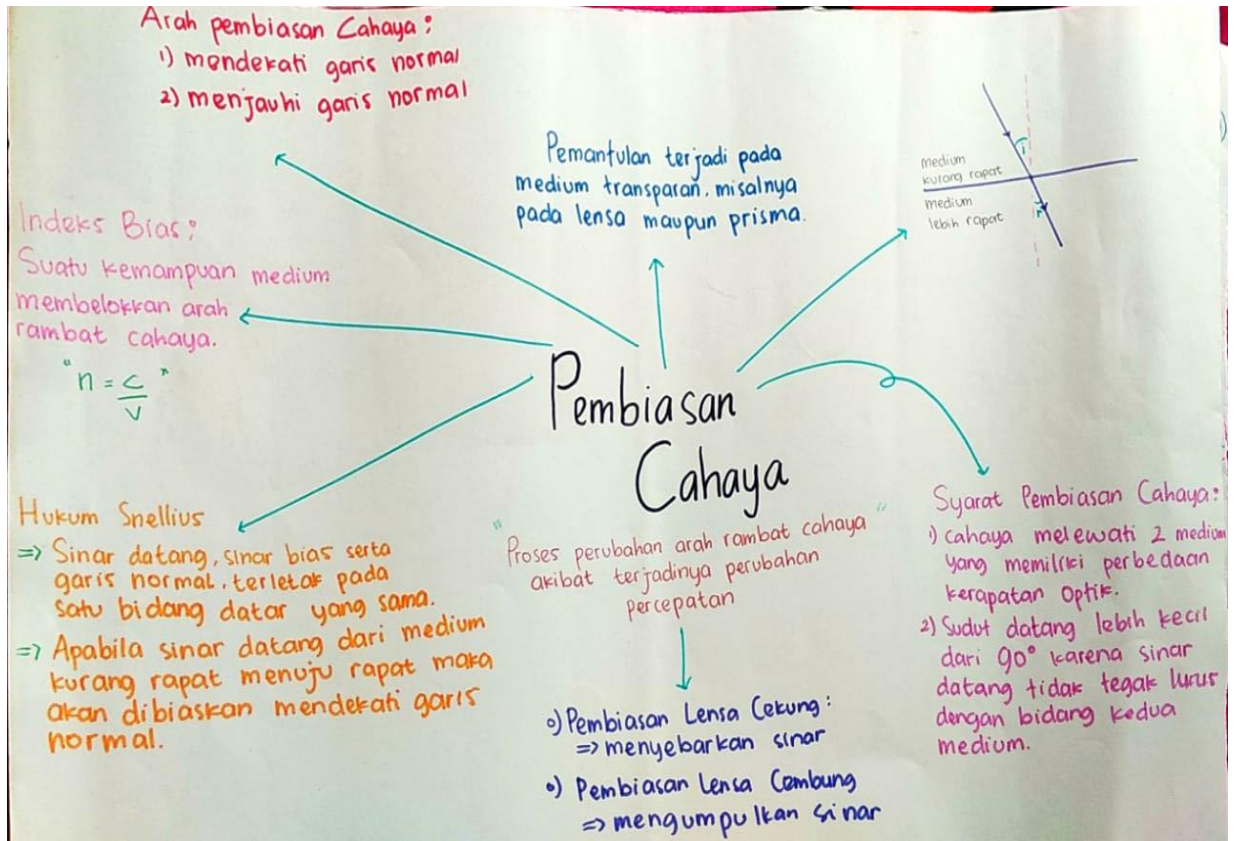 Arah pembiasan Cahaya :
1) mendekati garis normal
2) menjauhi garis normal
Pemantulan terjadi pada
medium transparan. misalnya
pada lensa maupun prisma.
i
medium
kurang rapat
medium
lebih rapat
r
Indeks Bias :
Suatu kemampuan medium
membelokkan arah
rambat cahaya.
"n = c/v"
Pembiasan
Cahaya
"Proses perubahan arah rambat cahaya"
akibat terjadinya perubahan
percepatan
Hukum Snellius
=> Sinar datang, sinar bias serta
garis normal, terletak pada
satu bidang datar yang sama.
=> Apabila sinar datang dari medium
kurang rapat menuju rapat maka
akan dibiaskan mendekati garis
normal.
o) Pembiasan Lensa Cekung :
=> menyebarkan sinar
o) Pembiasan Lensa Cembung
=> mengumpulkan sinar
Syarat Pembiasan Cahaya :
1) cahaya melewati 2 medium
yang memiliki perbedaan
kerapatan optik.
2) Sudut datang lebih kecil
dari 90° karena sinar
datang tidak tegak lurus
dengan bidang kedua
medium.